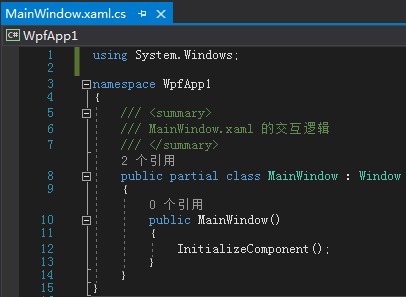 MainWindow.xaml.cs
C# WpfApp1
1 using System.Windows;
2
3 namespace WpfApp1
4 {
5 /// <summary>
6 /// MainWindow.xaml 的交互逻辑
7 /// </summary>
2 个引用
8 public partial class MainWindow : Window
9 {
0 个引用
10 public MainWindow()
11 {
12 InitializeComponent();
13 }
14 }
15 }